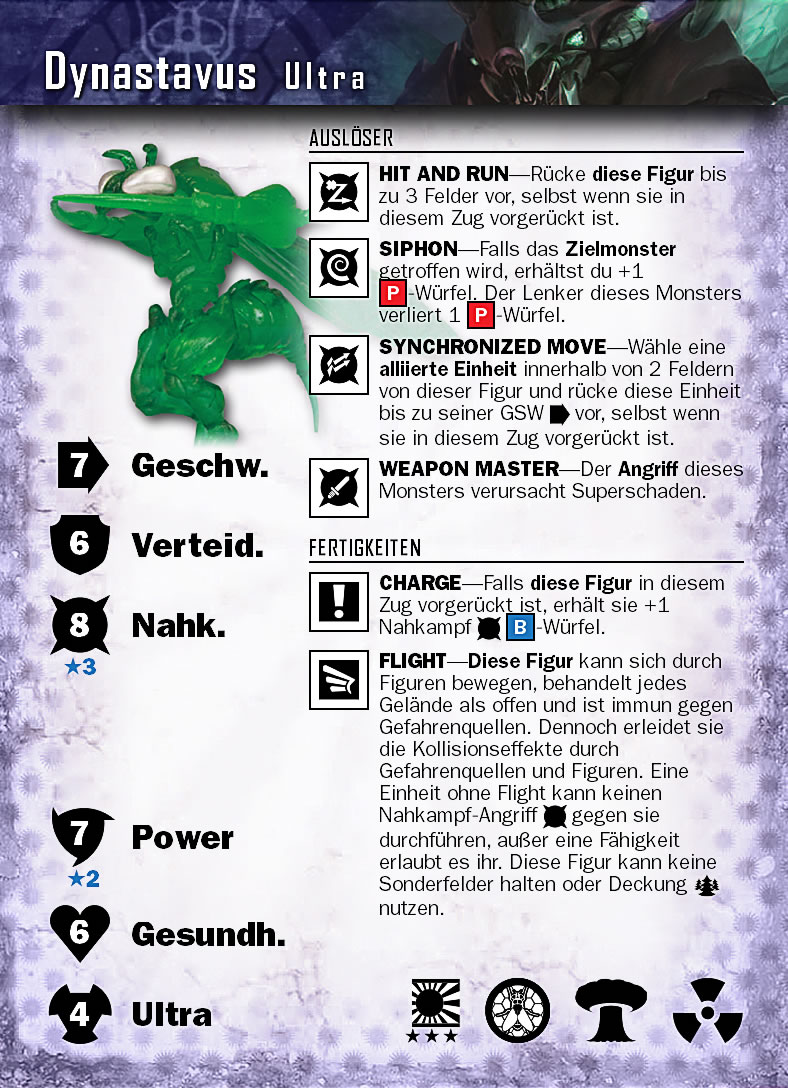 Dynastavus Ultra
AUSLÖSER
HIT AND RUN—Rücke diese Figur bis
zu 3 Felder vor, selbst wenn sie in
diesem Zug vorgerückt ist.
SIPHON—Falls das Zielmonster
getroffen wird, erhältst du +1
P-Würfel. Der Lenker dieses Monsters
verliert 1 P-Würfel.
SYNCHRONIZED MOVE—Wähle eine
alliierte Einheit innerhalb von 2 Feldern
von dieser Figur und rücke diese Einheit
bis zu seiner GSW vor, selbst wenn
sie in diesem Zug vorgerückt ist.
WEAPON MASTER—Der Angriff dieses
Monsters verursacht Superschaden.
FERTIGKEITEN
CHARGE—Falls diese Figur in diesem
Zug vorgerückt ist, erhält sie +1
Nahkampf B-Würfel.
FLIGHT—Diese Figur kann sich durch
Figuren bewegen, behandelt jedes
Gelände als offen und ist immun gegen
Gefahrenquellen. Dennoch erleidet sie
die Kollisionseffekte durch
Gefahrenquellen und Figuren. Eine
Einheit ohne Flight kann keinen
Nahkampf-Angriff gegen sie
durchführen, außer eine Fähigkeit
erlaubt es ihr. Diese Figur kann keine
Sonderfelder halten oder Deckung
nutzen.
7 Geschw.
6 Verteid.
8 Nahk.
★3
7 Power
★2
6 Gesundh.
4 Ultra
★★★